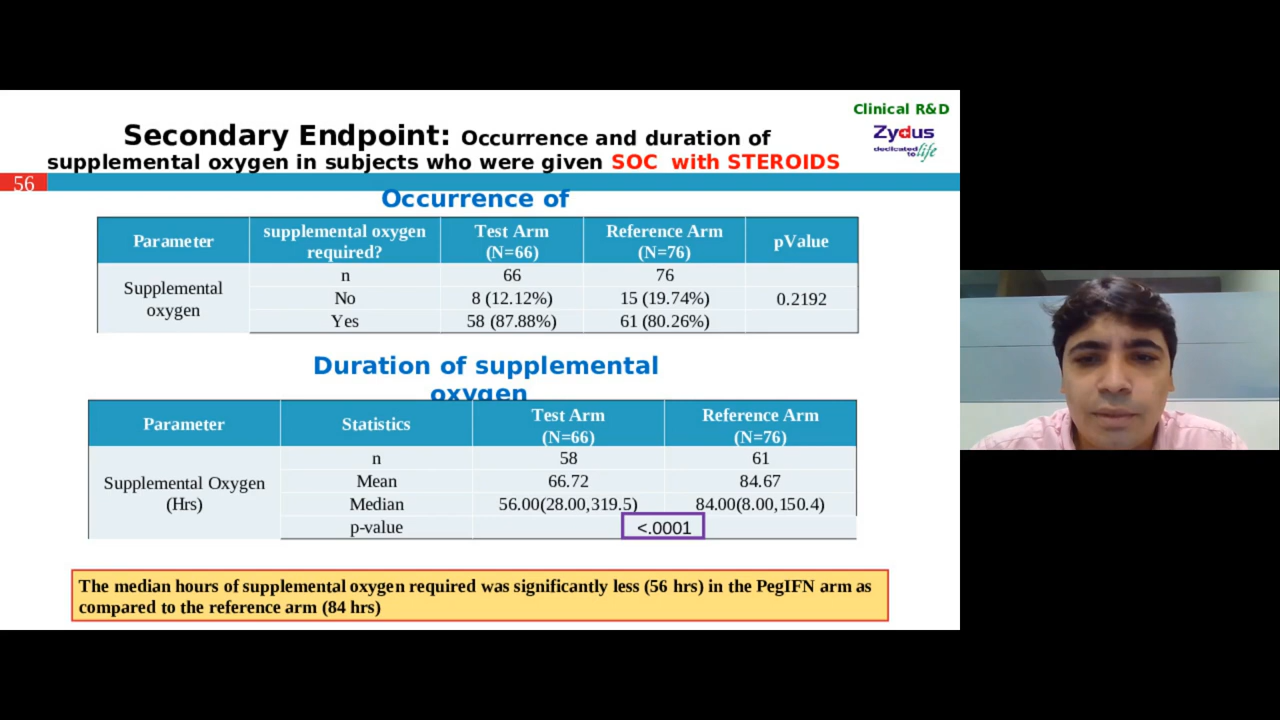 Clinical R&D
Zydus
dedicated to life
Secondary Endpoint: Occurrence and duration of
supplemental oxygen in subjects who were given SOC with STEROIDS
56
Occurrence of
Parameter supplemental oxygen required? Test Arm (N=66) Reference Arm (N=76) pValue
Supplemental oxygen
n 66 76
No 8 (12.12%) 15 (19.74%) 0.2192
Yes 58 (87.88%) 61 (80.26%)
Duration of supplemental
oxygen
Parameter Statistics Test Arm (N=66) Reference Arm (N=76)
Supplemental Oxygen (Hrs)
n 58 61
Mean 66.72 84.67
Median 56.00(28.00,319.5) 84.00(8.00,150.4)
p-value <.0001
The median hours of supplemental oxygen required was significantly less (56 hrs) in the PegIFN arm as
compared to the reference arm (84 hrs)